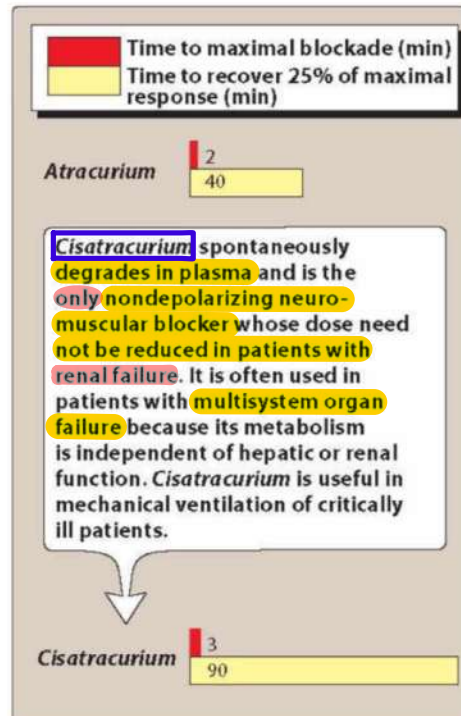 Time to maximal blockade (min)
Time to recover 25% of maximal
response (min)
2
Atracurium
40
Cisatracurium spontaneously
degrades in plasma and is the
only nondepolarizing neuro-
muscular blocker whose dose need
not be reduced in patients with
renal failure. It is often used in
patients with multisystem organ
failure because its metabolism
is independent of hepatic or renal
function. Cisatracurium is useful in
mechanical ventilation of critically
ill patients.
3
Cisatracurium
90